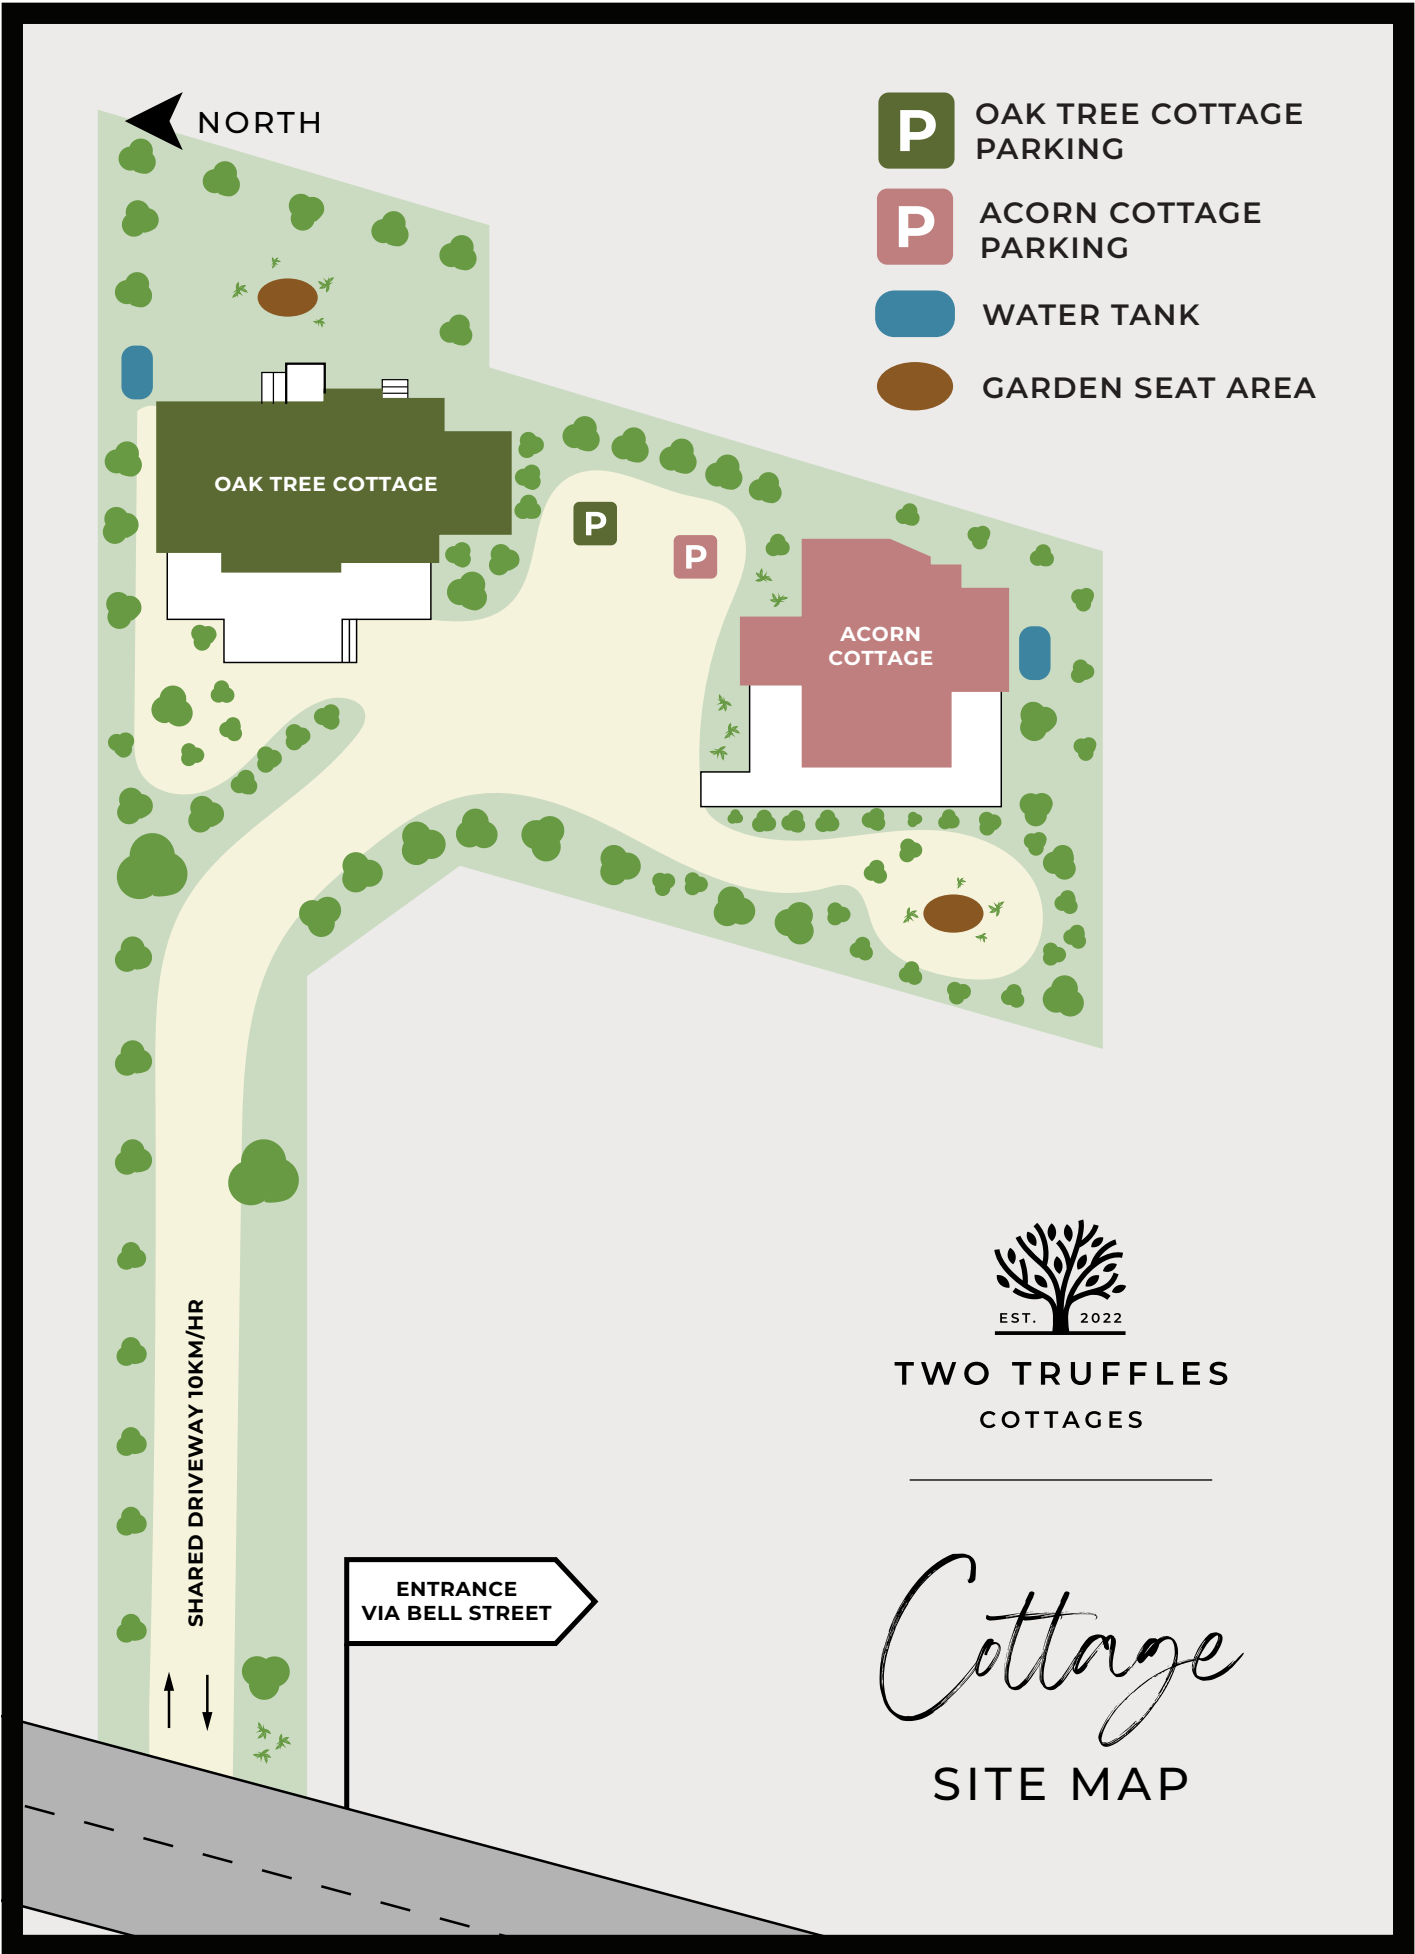 NORTH
P
OAK TREE COTTAGE
PARKING
P
ACORN COTTAGE
PARKING
WATER TANK
GARDEN SEAT AREA
OAK TREE COTTAGE
P
P
ACORN
COTTAGE
SHARED DRIVEWAY 10KM/HR
ENTRANCE
VIA BELL STREET
EST. 2022
TWO TRUFFLES
COTTAGES
Cottage
SITE MAP